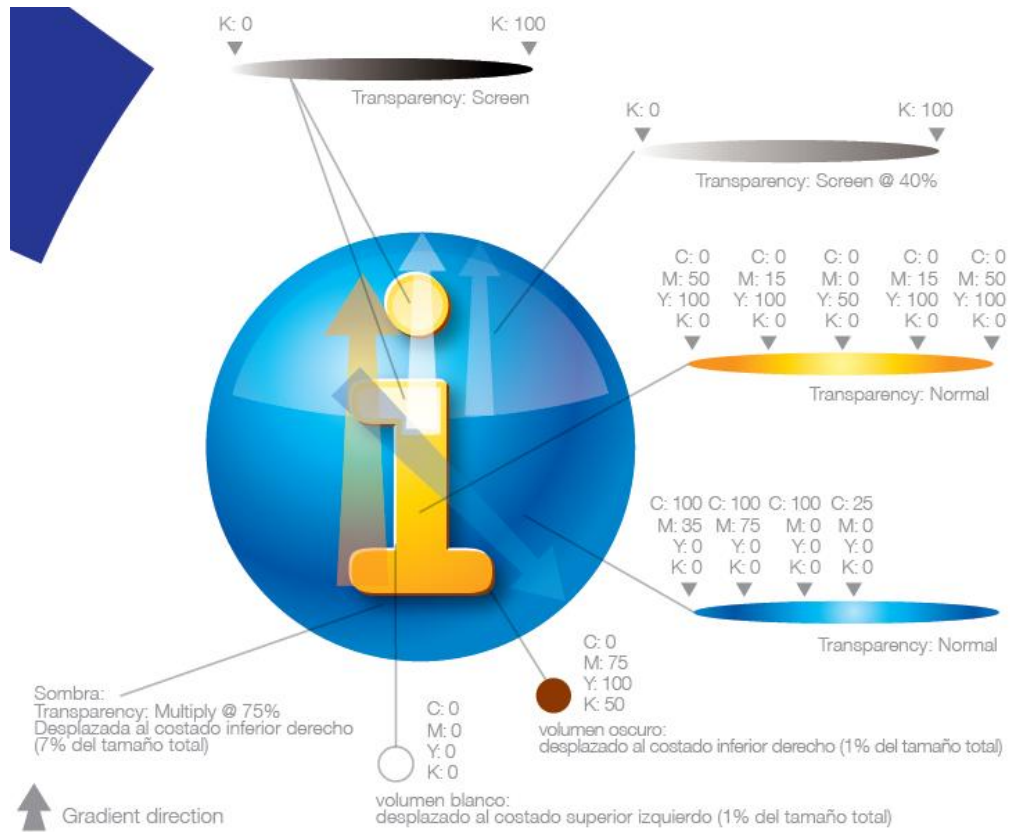 K: 0 K: 100
Transparency: Screen
K: 0 K: 100
Transparency: Screen @ 40%
C: 0 C: 0 C: 0 C: 0 C: 0
M: 50 M: 15 M: 0 M: 15 M: 50
Y: 100 Y: 100 Y: 50 Y: 100 Y: 100
K: 0 K: 0 K: 0 K: 0 K: 0
Transparency: Normal
C: 100 C: 100 C: 100 C: 25
M: 35 M: 75 M: 0 M: 0
Y: 0 Y: 0 Y: 0 Y: 0
K: 0 K: 0 K: 0 K: 0
Transparency: Normal
i
C: 0
M: 75
Y: 100
K: 50
volumen oscuro:
desplazado al costado inferior derecho (1% del tamaño total)
Sombra:
Transparency: Multiply @ 75%
Desplazada al costado inferior derecho
(7% del tamaño total)
C: 0
M: 0
Y: 0
K: 0
volumen blanco:
desplazado al costado superior izquierdo (1% del tamaño total)
Gradient direction